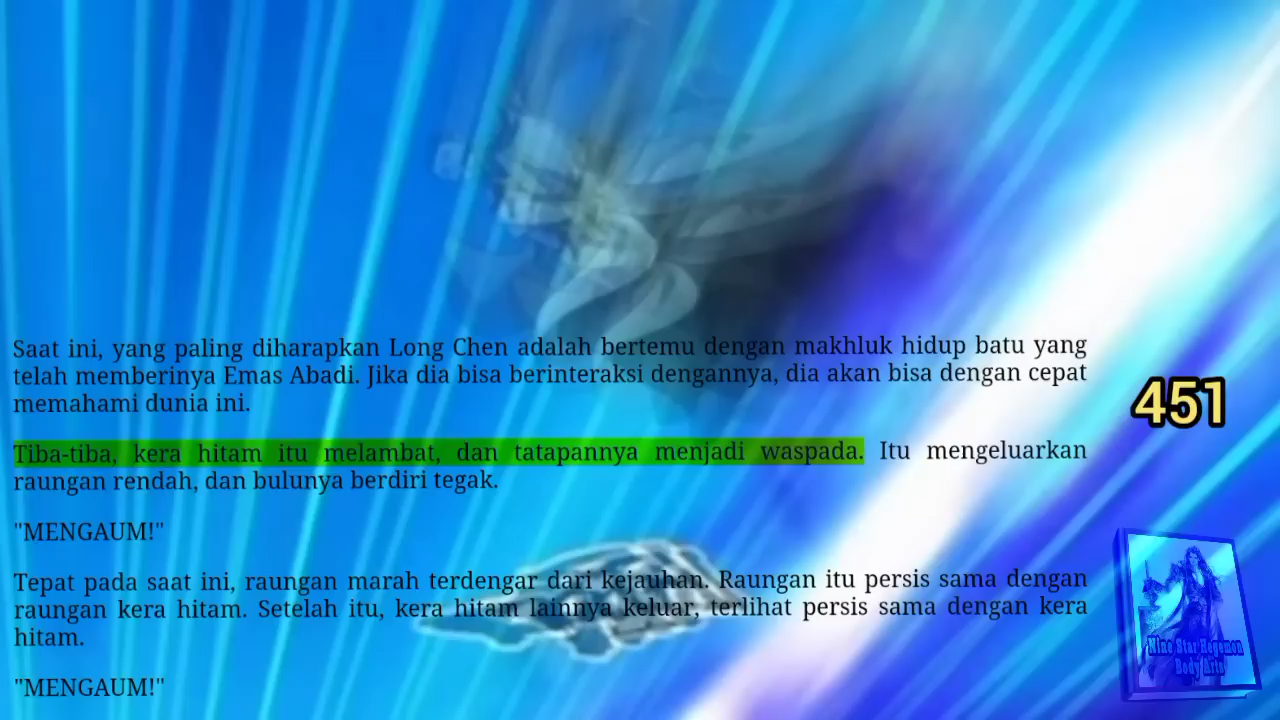 Saat ini, yang paling diharapkan Long Chen adalah bertemu dengan makhluk hidup batu yang
telah memberinya Emas Abadi. Jika dia bisa berinteraksi dengannya, dia akan bisa dengan cepat
memahami dunia ini.
Tiba-tiba, kera hitam itu melambat, dan tatapannya menjadi waspada. Itu mengeluarkan
raungan rendah, dan bulunya berdiri tegak.
"MENGAUM!"
Tepat pada saat ini, raungan marah terdengar dari kejauhan. Raungan itu persis sama dengan
raungan kera hitam. Setelah itu, kera hitam lainnya keluar, terlihat persis sama dengan kera
hitam.
"MENGAUM!"
451
Nine Star Hegemon
Body Arts